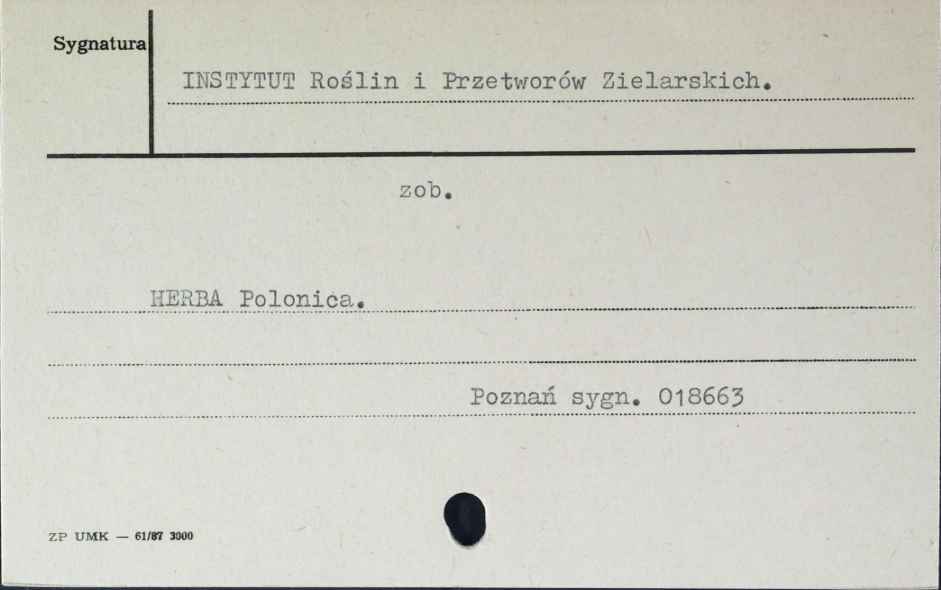 Sygnatura
INSTYTUT Roślin i Przetworów Zielarskich.
zob.
HERBA Polonica.
Poznań sygn. 018663
ZP UMK — 61/87 3000